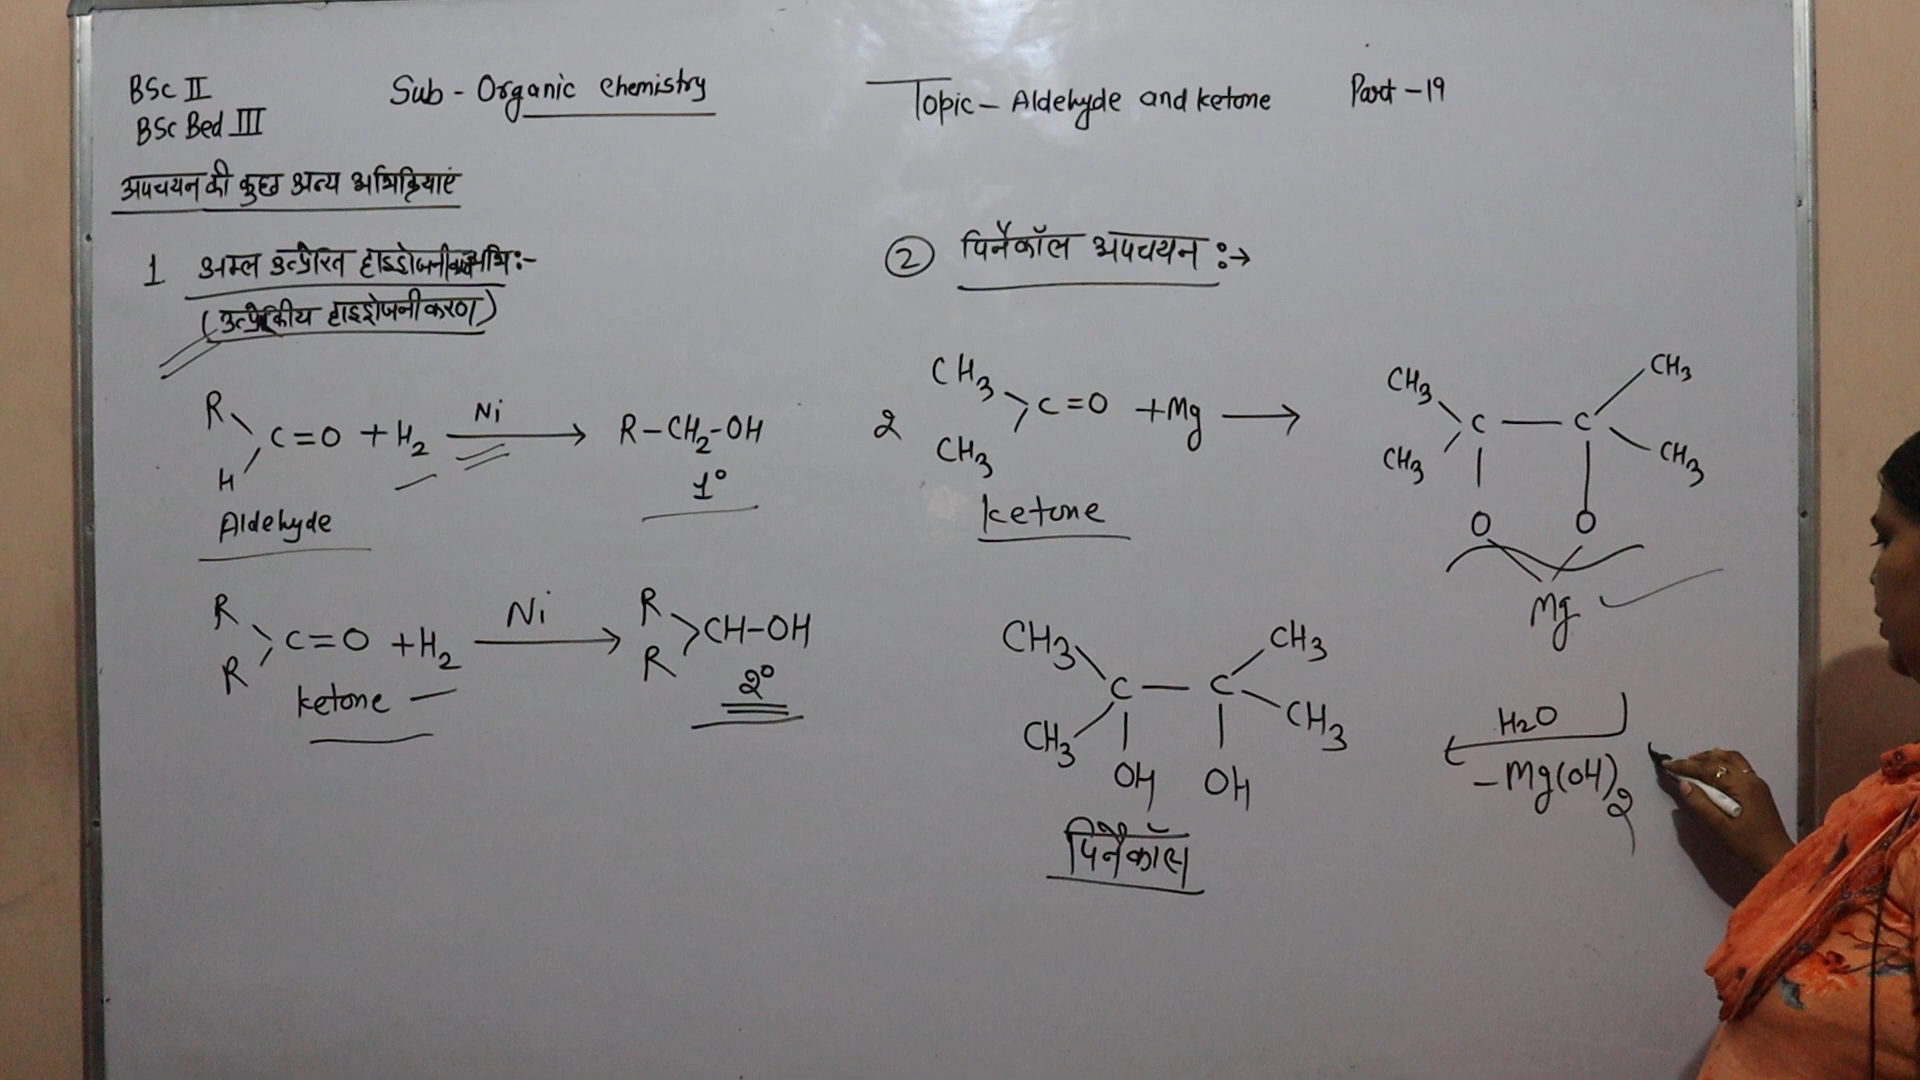 BSc II
BSc Bed III
Sub - Organic chemistry
Topic - Aldehyde and ketone
Part - 19
अपचयन की कुछ अन्य अभिक्रियाएं
1 अम्ल उत्प्रेरित :-
(उत्प्रेरकीय हाइड्रोजनीकरण)
R
C=O + H2 Ni → R-CH2-OH
H
1°
Aldehyde
R R
C=O + H2 Ni → CH-OH
R R
ketone
2°
② पिनैकॉल अपचयन :→
CH3 CH3 CH3
2 C=O + Mg → C — C
CH3 CH3 CH3
ketone
O O
Mg
H2O
- Mg(OH)2
CH3 CH3
C — C
CH3 CH3
OH OH
पिनैकॉल